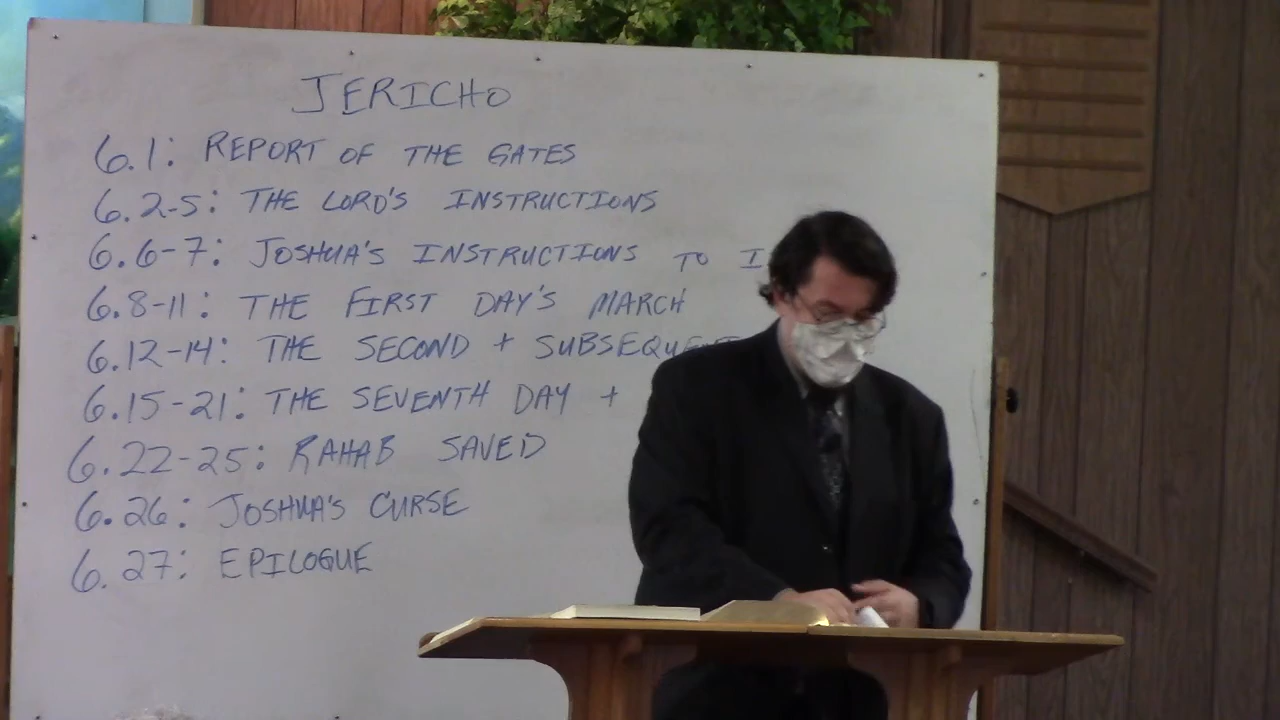 JERICHO
6.1: REPORT OF THE GATES
6.2-5: THE LORD'S INSTRUCTIONS
6.6-7: JOSHUA'S INSTRUCTIONS TO I
6.8-11: THE FIRST DAY'S MARCH
6.12-14: THE SECOND + SUBSEQUENT
6.15-21: THE SEVENTH DAY +
6.22-25: RAHAB SAVED
6.26: JOSHUA'S CURSE
6.27: EPILOGUE